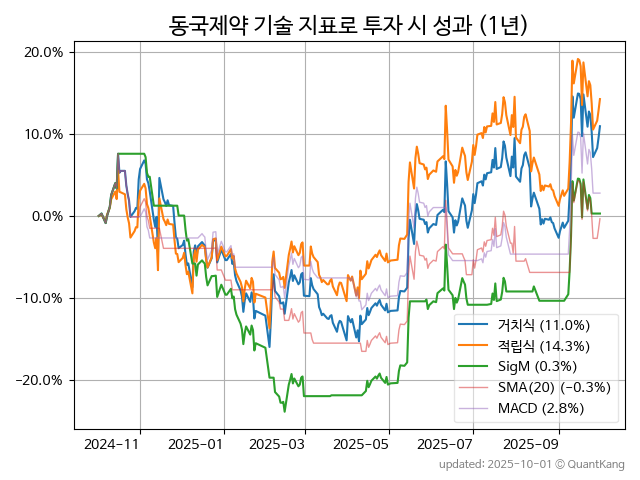 동국제약 기술 지표로 투자 시 성과 (1년)
20.0%
10.0%
0.0%
−10.0%
−20.0%
거치식 (11.0%)
적립식 (14.3%)
SigM (0.3%)
SMA(20) (−0.3%)
MACD (2.8%)
2024-11
2025-01
2025-03
2025-05
2025-07
2025-09
updated: 2025-10-01 © QuantKang